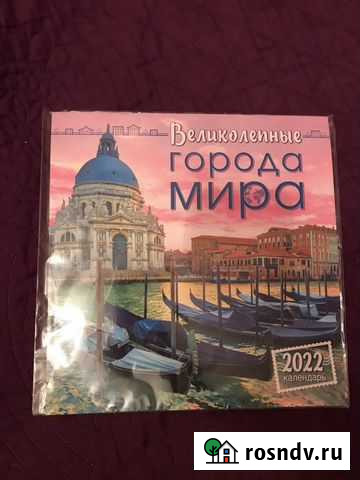 Великолепные
города
мира
2022
календарь
rosndv.ru